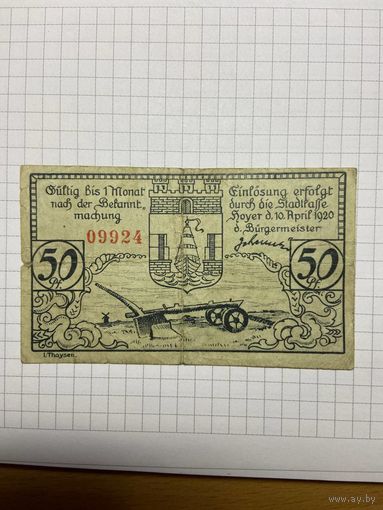 Gültig bis 1 Monat
nach der Bekannt,
machung
09924
Einlösung erfolgt
durch die Stadtkasse
Hoyer d. 10. April 1920
d. Bürgermeister
50
Pf.
50
Pf.
I. Thaysen.
www.ay.by